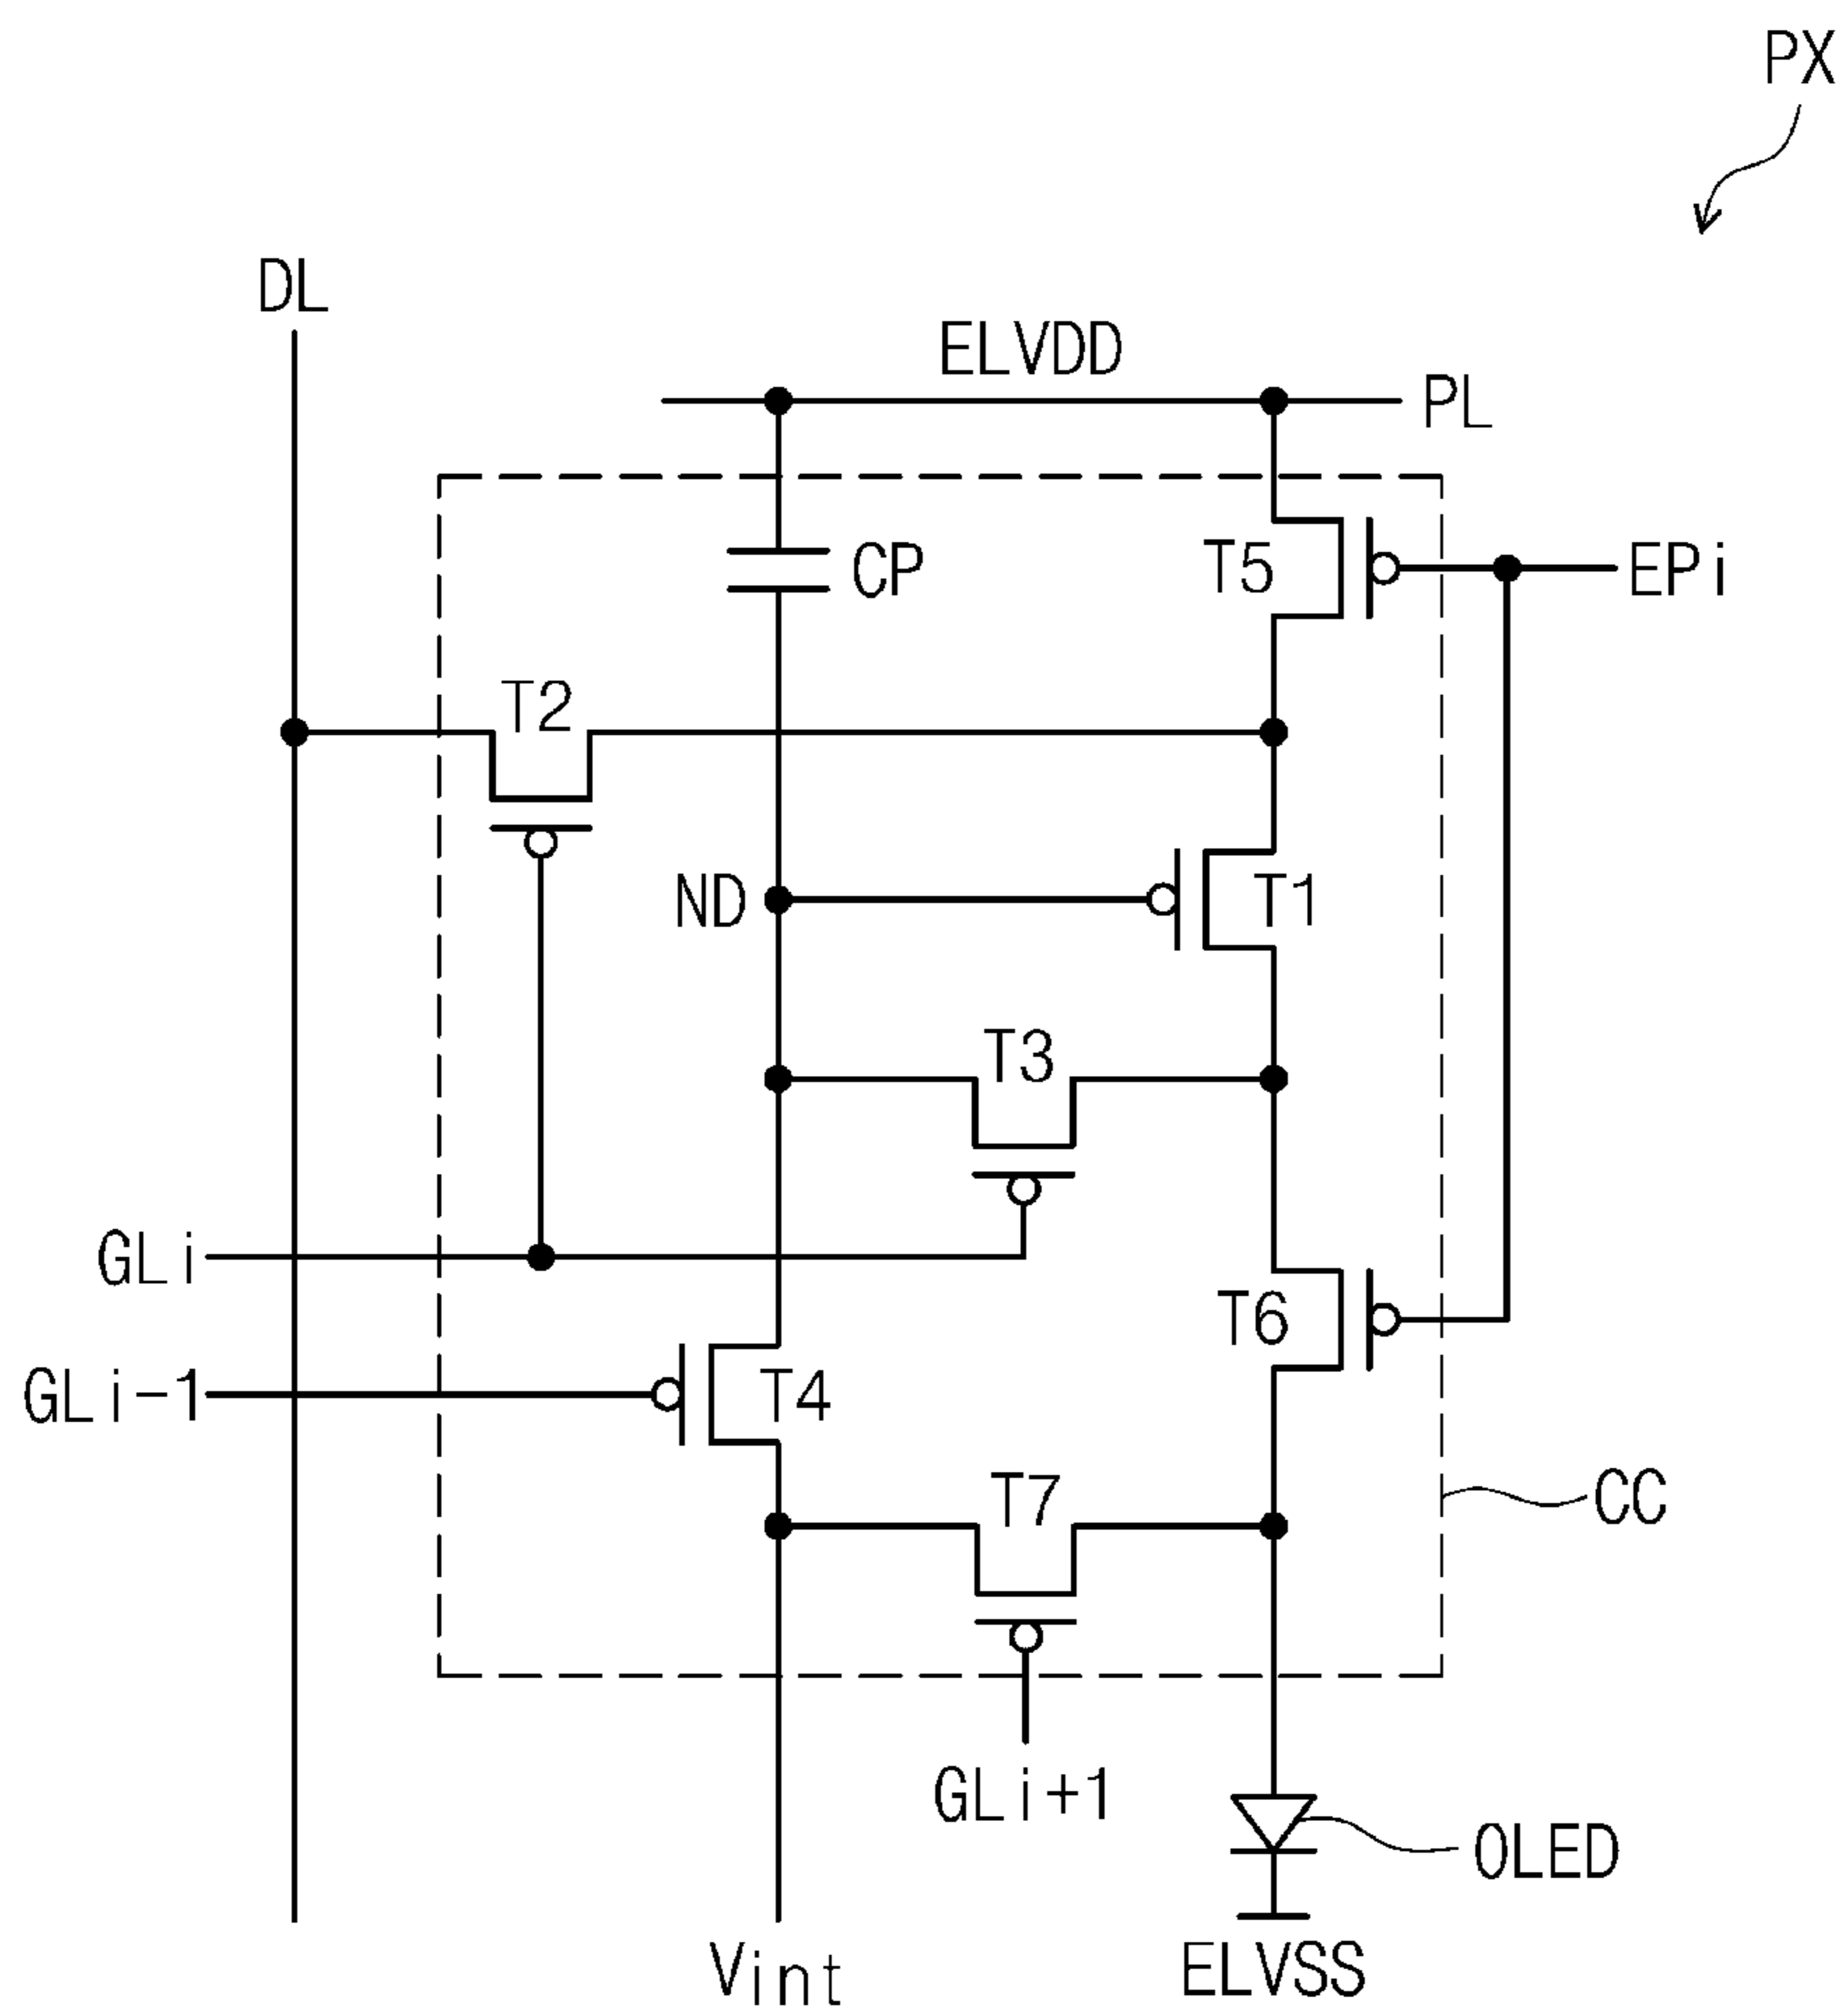 PX
DL
ELVDD
PL
CP
T5
EPi
T2
ND
T1
T3
GLi
T6
GLi-1
T4
T7
CC
GLi+1
OLED
Vint
ELVSS